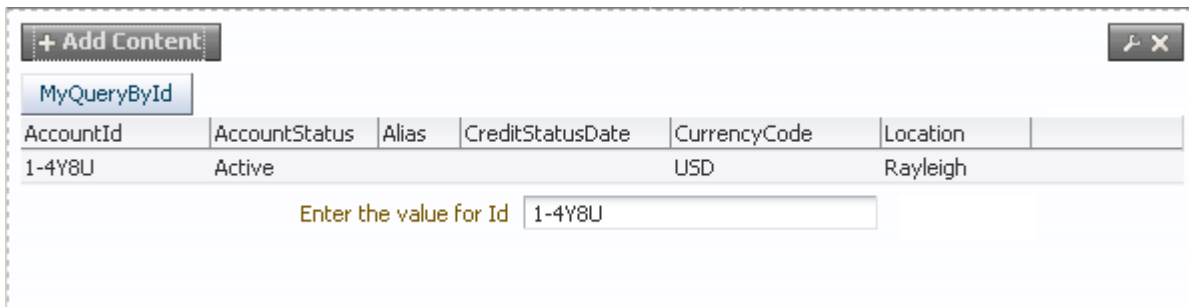 + Add Content
MyQueryById
AccountId AccountStatus Alias CreditStatusDate CurrencyCode Location
1-4Y8U Active USD Rayleigh
Enter the value for Id 1-4Y8U